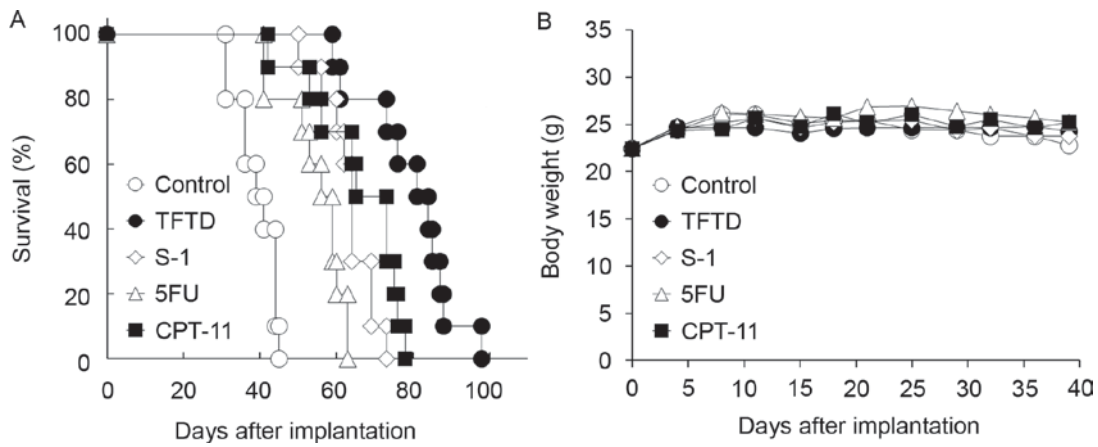 A
Survival (%)
100
80
60
40
20
0
Control
TFTD
S-1
5FU
CPT-11
0 20 40 60 80 100
Days after implantation
B
Body weight (g)
35
30
25
20
15
10
5
0
Control
TFTD
S-1
5FU
CPT-11
0 5 10 15 20 25 30 35 40
Days after implantation